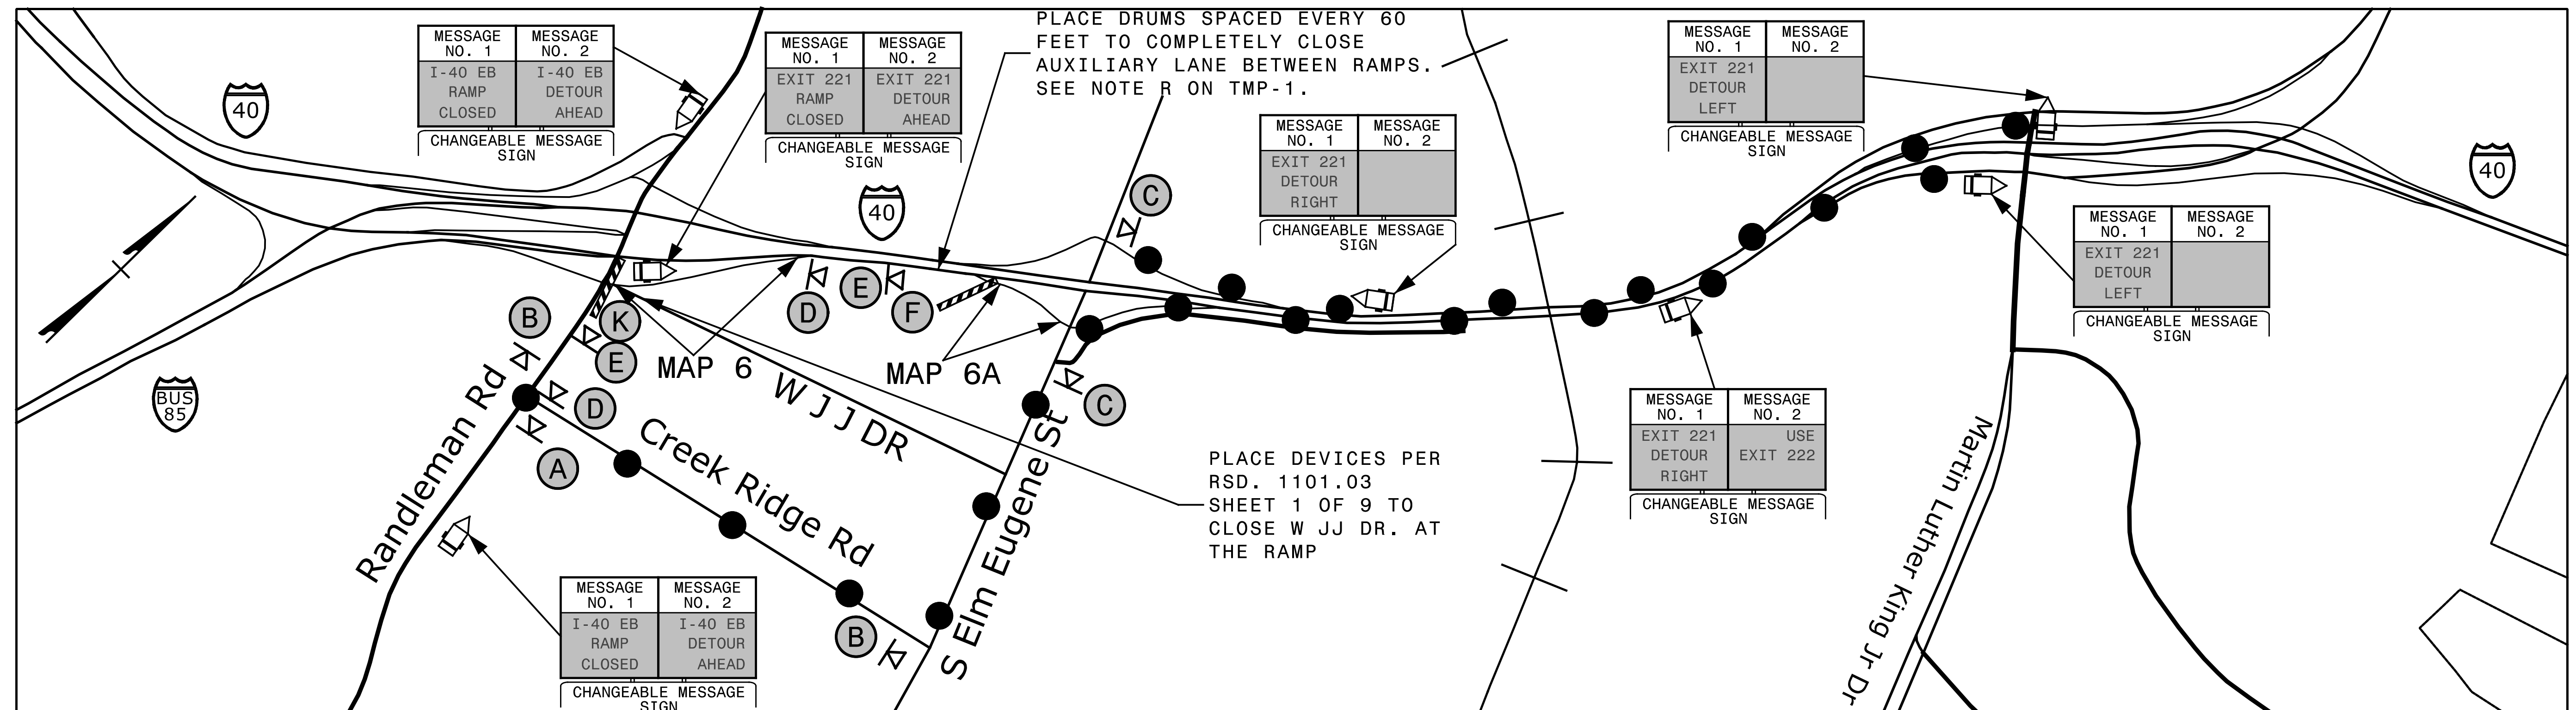 PLACE DRUMS SPACED EVERY 60
FEET TO COMPLETELY CLOSE
AUXILIARY LANE BETWEEN RAMPS.
SEE NOTE R ON TMP-1.
MESSAGE NO. 1
MESSAGE NO. 2
I-40 EB I-40 EB
RAMP DETOUR
CLOSED AHEAD
CHANGEABLE MESSAGE
SIGN
MESSAGE NO. 1
MESSAGE NO. 2
EXIT 221 EXIT 221
RAMP DETOUR
CLOSED AHEAD
CHANGEABLE MESSAGE
SIGN
MESSAGE NO. 1
MESSAGE NO. 2
EXIT 221
DETOUR
RIGHT
CHANGEABLE MESSAGE
SIGN
MESSAGE NO. 1
MESSAGE NO. 2
EXIT 221
DETOUR
LEFT
CHANGEABLE MESSAGE
SIGN
40
40
40
C
MESSAGE NO. 1
MESSAGE NO. 2
EXIT 221
DETOUR
LEFT
CHANGEABLE MESSAGE
SIGN
B
K
E
D
E
F
MAP 6
MAP 6A
BUS
85
D
A
C
W J J DR
Creek Ridge Rd
Randleman Rd
S Elm Eugene St
Martin Luther King Jr Dr
MESSAGE NO. 1
MESSAGE NO. 2
EXIT 221 USE
DETOUR EXIT 222
RIGHT
CHANGEABLE MESSAGE
SIGN
PLACE DEVICES PER
RSD. 1101.03
SHEET 1 OF 9 TO
CLOSE W JJ DR. AT
THE RAMP
B
MESSAGE NO. 1
MESSAGE NO. 2
I-40 EB I-40 EB
RAMP DETOUR
CLOSED AHEAD
CHANGEABLE MESSAGE
SIGN